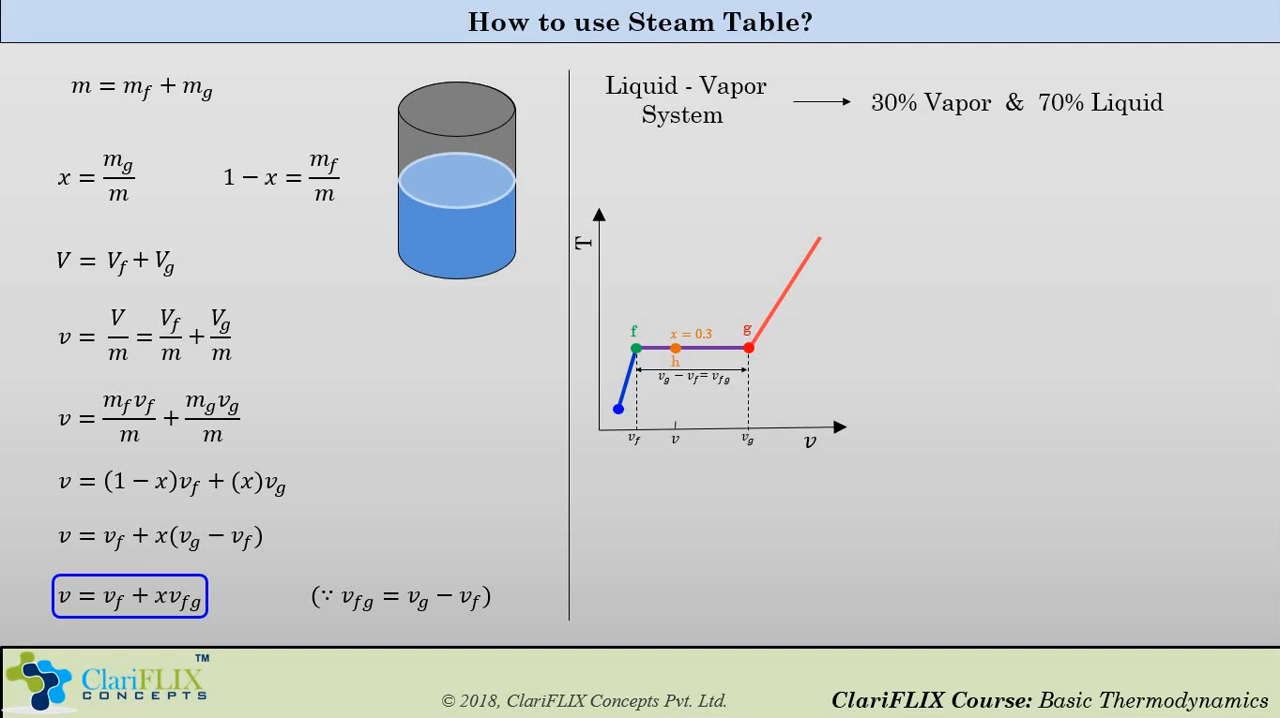 How to use Steam Table?
m = m_f + m_g
x = m_g/m    1 − x = m_f/m
V = V_f + V_g
v = V/m = V_f/m + V_g/m
v = m_f v_f/m + m_g v_g/m
v = (1 − x)v_f + (x)v_g
v = v_f + x(v_g − v_f)
v = v_f + xv_fg    (∵ v_fg = v_g − v_f)
Liquid - Vapor
System
30% Vapor & 70% Liquid
T
f x = 0.3 g
h
v_g − v_f = v_fg
v_f v v_g
v
ClariFLIX TM
CONCEPTS
© 2018, ClariFLIX Concepts Pvt. Ltd.
ClariFLIX Course: Basic Thermodynamics